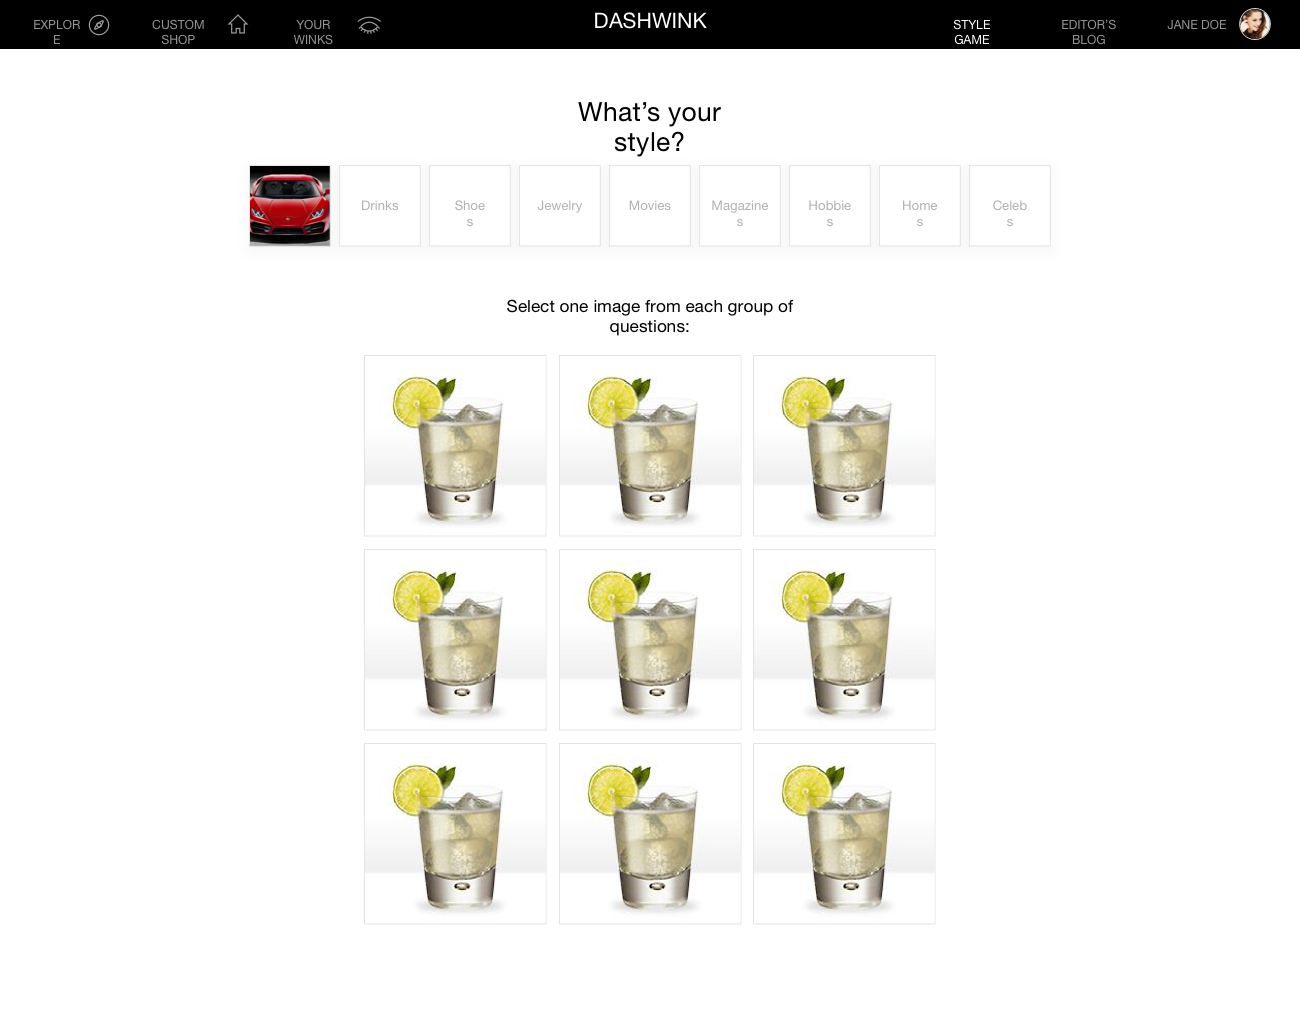 EXPLOR
E
CUSTOM
SHOP
YOUR
WINKS
DASHWINK
STYLE
GAME
EDITOR’S
BLOG
JANE DOE
What’s your
style?
Drinks
Shoe
s
Jewelry
Movies
Magazine
s
Hobbie
s
Home
s
Celeb
s
Select one image from each group of
questions: